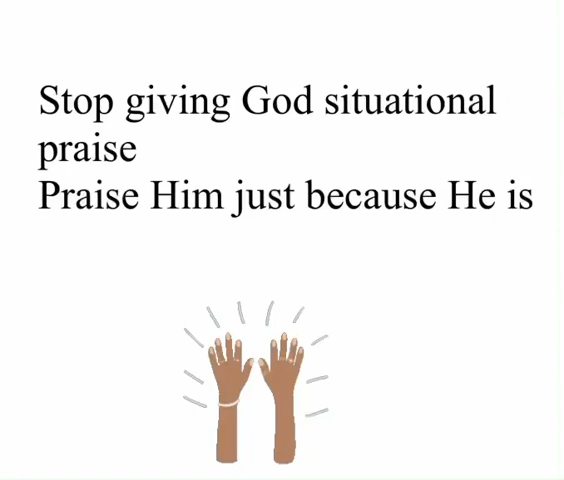 Stop giving God situational
praise
Praise Him just because He is